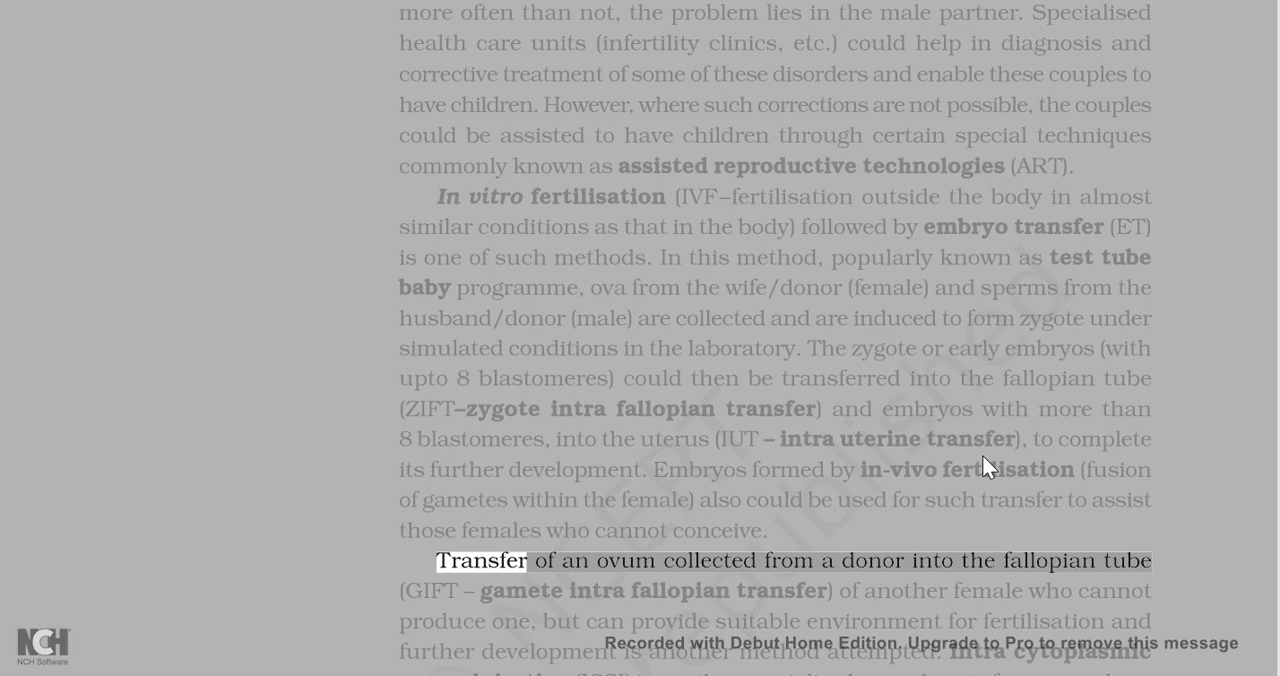 more often than not, the problem lies in the male partner. Specialised
health care units (infertility clinics, etc.) could help in diagnosis and
corrective treatment of some of these disorders and enable these couples to
have children. However, where such corrections are not possible, the couples
could be assisted to have children through certain special techniques
commonly known as assisted reproductive technologies (ART).
In vitro fertilisation (IVF–fertilisation outside the body in almost
similar conditions as that in the body) followed by embryo transfer (ET)
is one of such methods. In this method, popularly known as test tube
baby programme, ova from the wife/donor (female) and sperms from the
husband/donor (male) are collected and are induced to form zygote under
simulated conditions in the laboratory. The zygote or early embryos (with
upto 8 blastomeres) could then be transferred into the fallopian tube
(ZIFT–zygote intra fallopian transfer) and embryos with more than
8 blastomeres, into the uterus (IUT – intra uterine transfer), to complete
its further development. Embryos formed by in-vivo fertilisation (fusion
of gametes within the female) also could be used for such transfer to assist
those females who cannot conceive.
Transfer of an ovum collected from a donor into the fallopian tube
(GIFT – gamete intra fallopian transfer) of another female who cannot
produce one, but can provide suitable environment for fertilisation and
further development is another method attempted. Intra cytoplasmic
NCH
NCH Software
Recorded with Debut Home Edition. Upgrade to Pro to remove this message